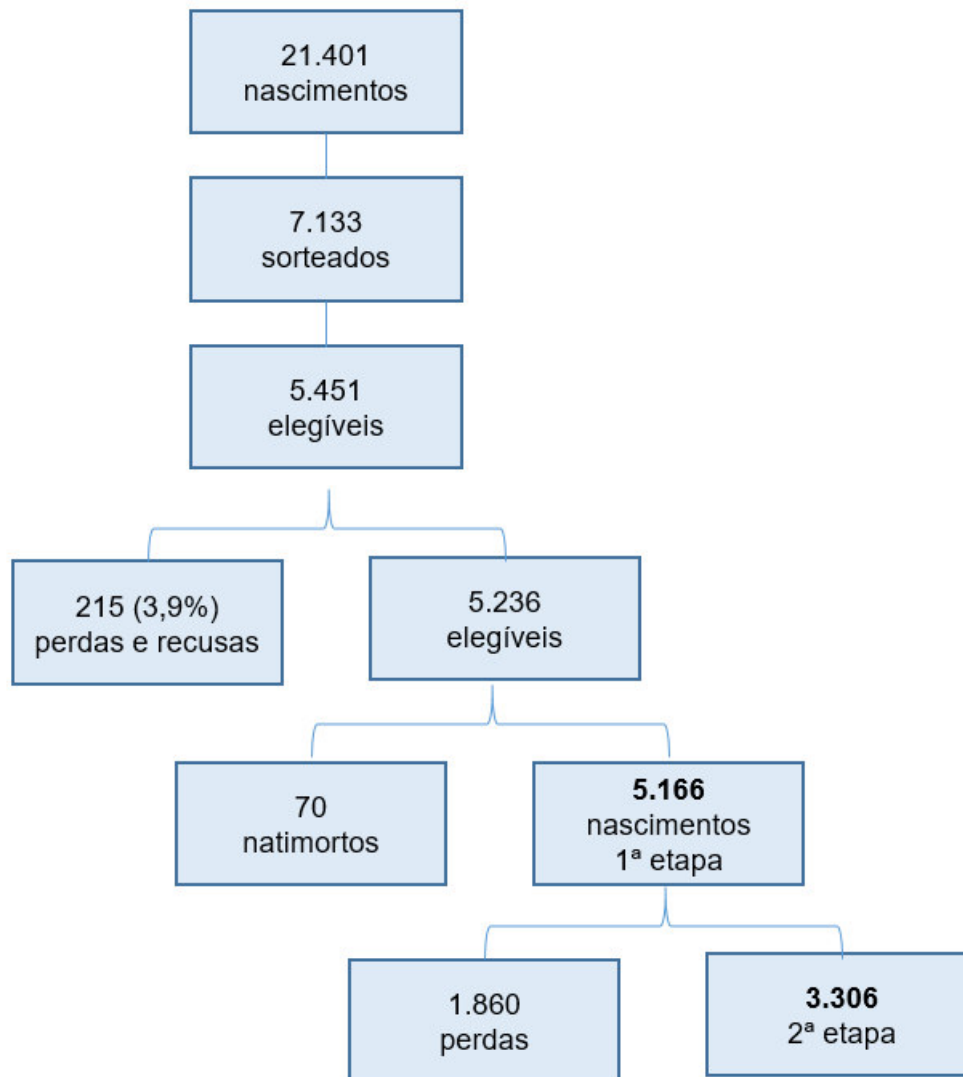 21.401
nascimentos
7.133
sorteados
5.451
elegíveis
215 (3,9%)
perdas e recusas
5.236
elegíveis
70
natimortos
5.166
nascimentos
1ª etapa
1.860
perdas
3.306
2ª etapa